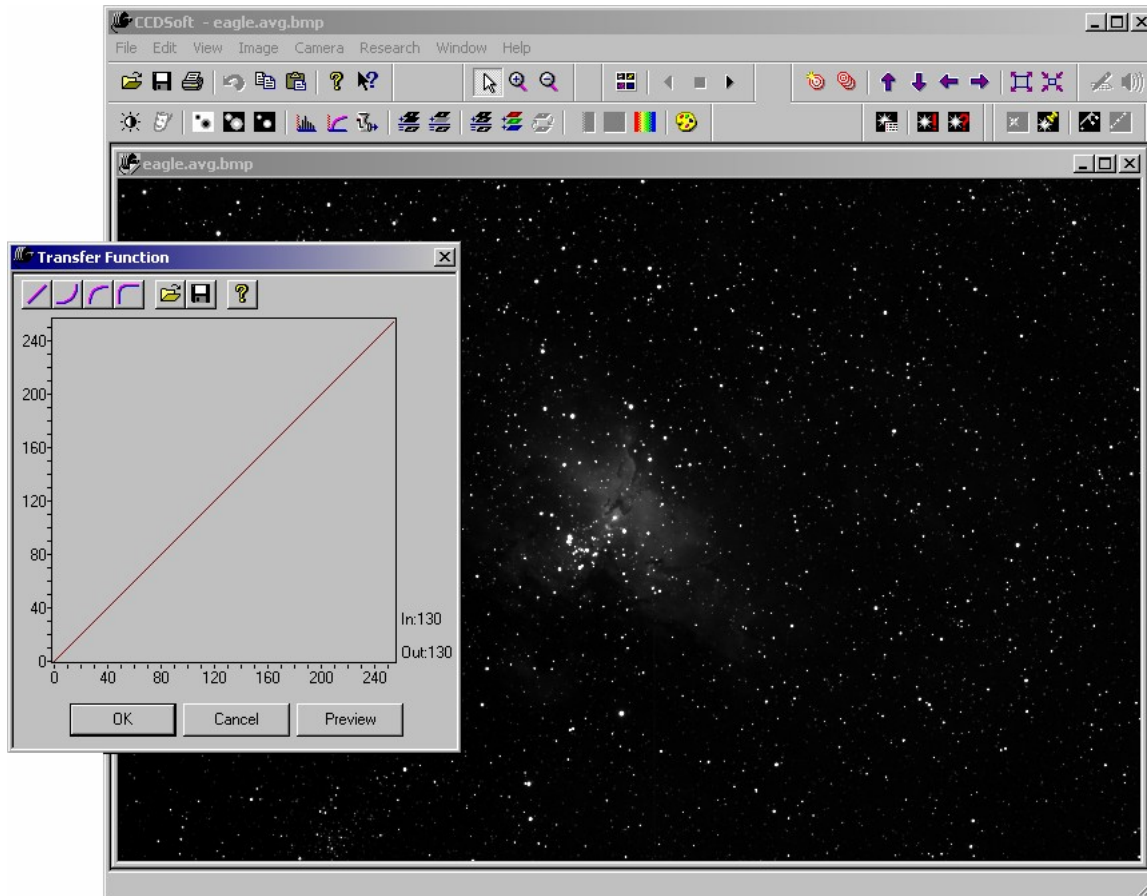 CCDSoft - eagle.avg.bmp
File Edit View Image Camera Research Window Help
eagle.avg.bmp
Transfer Function
240
200
160
120
80
40
0
0 40 80 120 160 200 240
In:130
Out:130
OK Cancel Preview